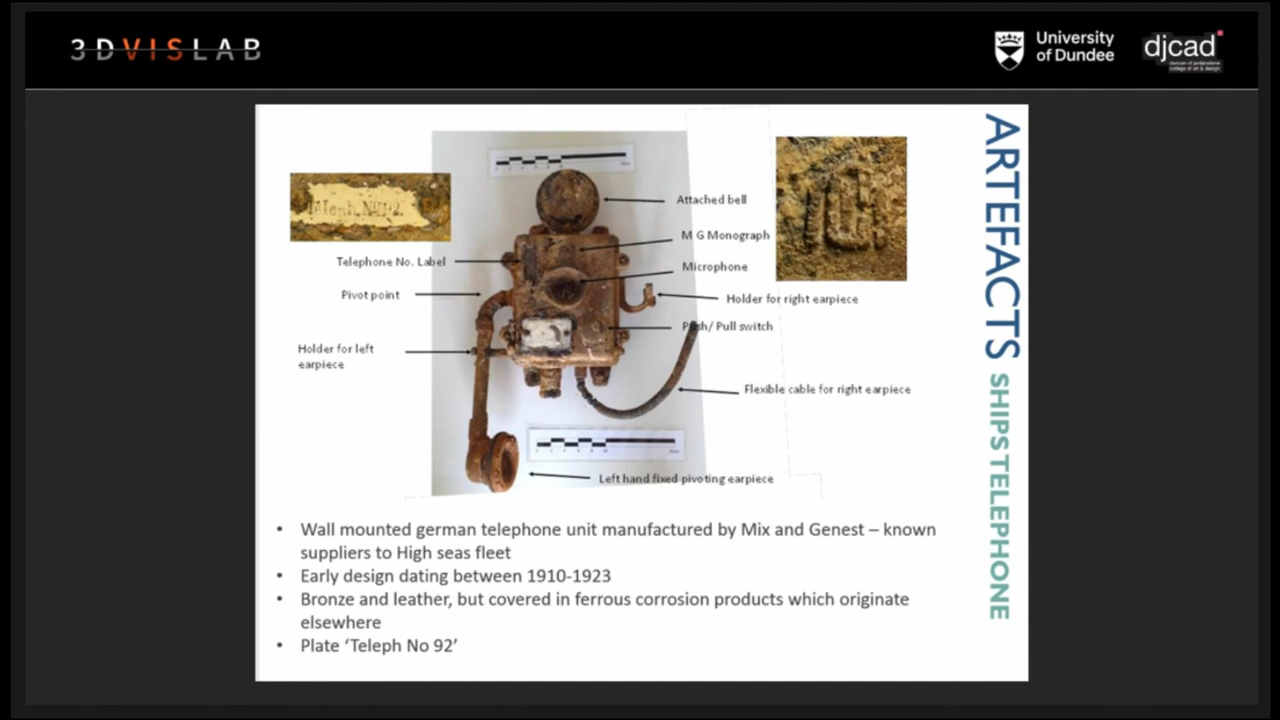 3DVISLAB
University
of Dundee
djcad
ARTEFACTS SHIPS TELEPHONE
Attached bell
M G Monograph
Telephone No. Label
Microphone
Pivot point
Holder for right earpiece
Push/ Pull switch
Holder for left
earpiece
Flexible cable for right earpiece
Left hand fixed pivoting earpiece
• Wall mounted german telephone unit manufactured by Mix and Genest – known
suppliers to High seas fleet
• Early design dating between 1910-1923
• Bronze and leather, but covered in ferrous corrosion products which originate
elsewhere
• Plate ‘Teleph No 92’